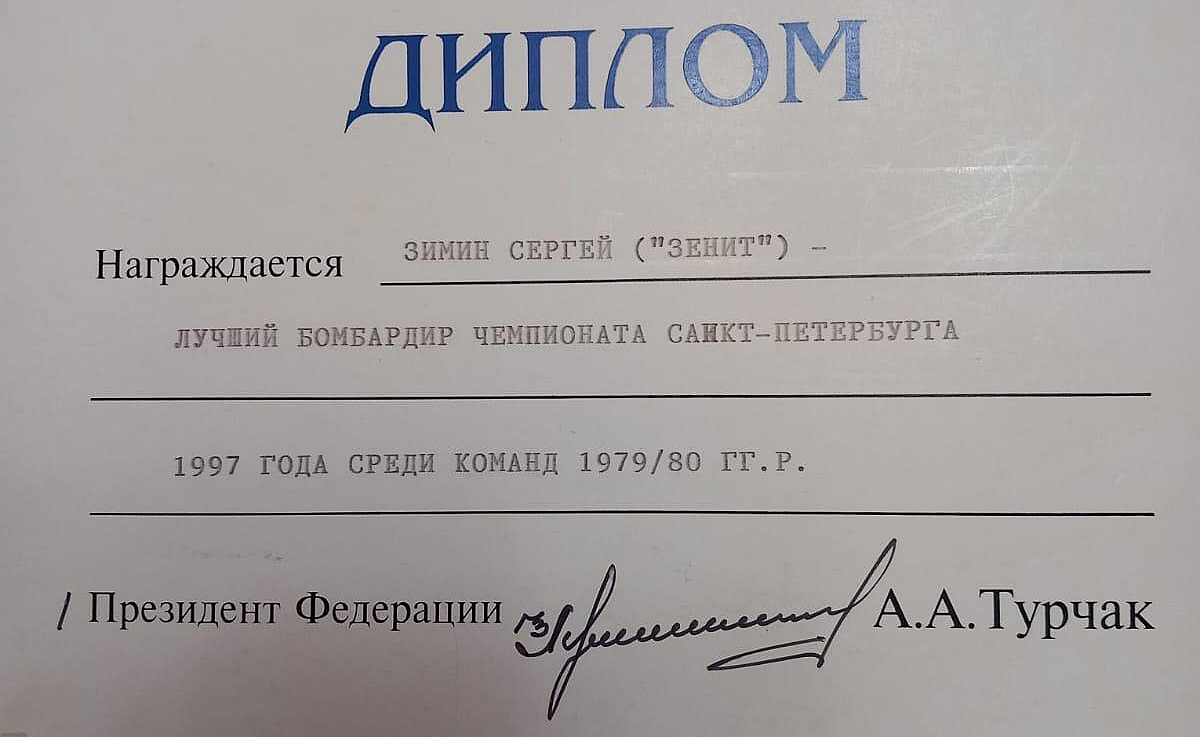 ДИПЛОМ
Награждается ЗИМИН СЕРГЕЙ ("ЗЕНИТ") –
ЛУЧШИЙ БОМБАРДИР ЧЕМПИОНАТА САНКТ-ПЕТЕРБУРГА
1997 ГОДА СРЕДИ КОМАНД 1979/80 ГГ.Р.
/ Президент Федерации А.А.Турчак